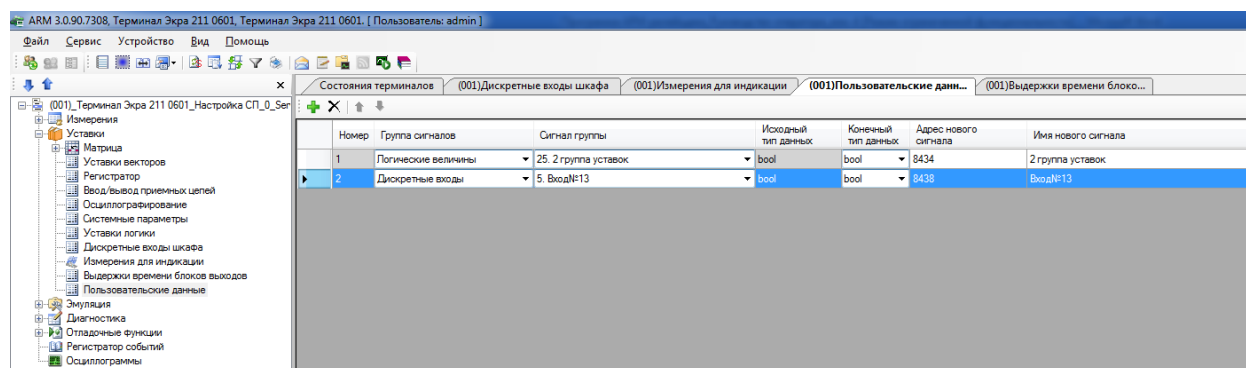 ARM 3.0.90.7308, Терминал Экра 211 0601, Терминал Экра 211 0601. [ Пользователь: admin ]
Файл Сервис Устройство Вид Помощь
Состояния терминалов (001)Дискретные входы шкафа (001)Измерения для индикации (001)Пользовательские данн... (001)Выдержки времени блоко...
(001)_Терминал Экра 211 0601_Настройка СП_0_Ser
Измерения
Уставки
Матрица
Уставки векторов
Регистратор
Ввод/вывод приемных цепей
Осциллографирование
Системные параметры
Уставки логики
Дискретные входы шкафа
Измерения для индикации
Выдержки времени блоков выходов
Пользовательские данные
Эмуляция
Диагностика
Отладочные функции
Регистратор событий
Осциллограммы
Номер Группа сигналов Сигнал группы Исходный тип данных Конечный тип данных Адрес нового сигнала Имя нового сигнала
1 Логические величины 25. 2 группа уставок bool bool 8434 2 группа уставок
2 Дискретные входы 5. Вход№13 bool bool 8438 Вход№13